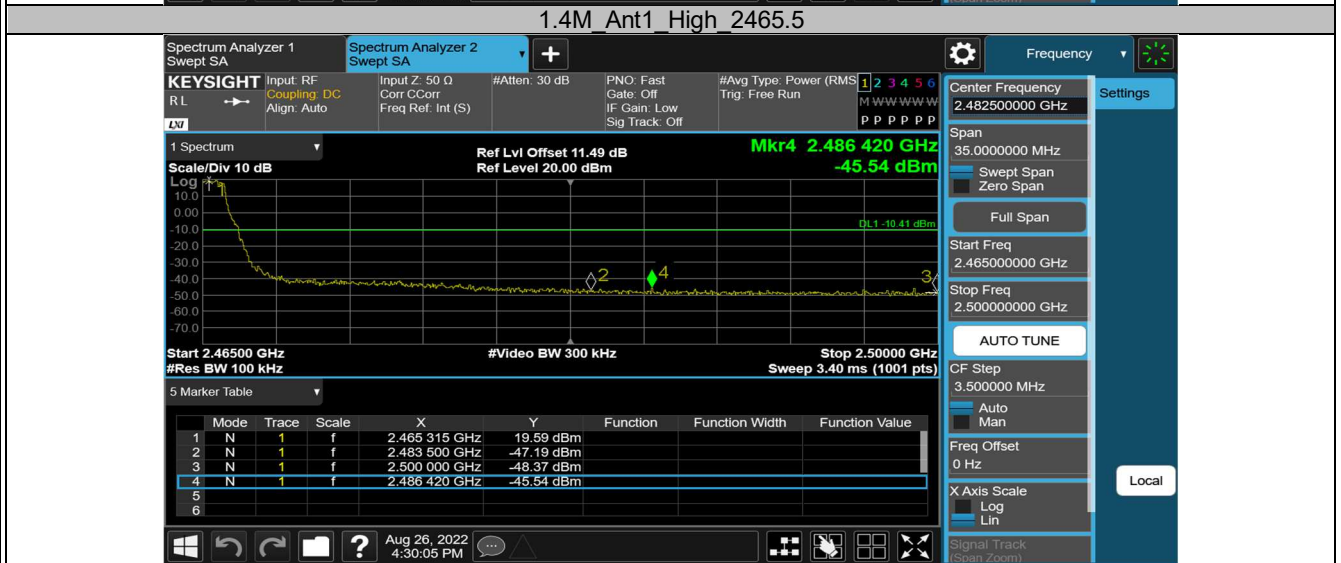 (Span Zoom)
1.4M_Ant1_High_2465.5
Spectrum Analyzer 1
Swept SA
Spectrum Analyzer 2
Swept SA
Frequency
KEYSIGHT
R L
LXI
Input: RF
Coupling: DC
Align: Auto
Input Z: 50 Ω
Corr CCorr
Freq Ref: Int (S)
#Atten: 30 dB
PNO: Fast
Gate: Off
IF Gain: Low
Sig Track: Off
#Avg Type: Power (RMS
Trig: Free Run
1 2 3 4 5 6
M W W W W W
P P P P P P
1 Spectrum
Scale/Div 10 dB
Ref Lvl Offset 11.49 dB
Ref Level 20.00 dBm
Mkr4 2.486 420 GHz
-45.54 dBm
Log
10.0
0.00
-10.0
-20.0
-30.0
-40.0
-50.0
-60.0
-70.0
DL1 -10.41 dBm
2
4
3
Start 2.46500 GHz
#Video BW 300 kHz
Stop 2.50000 GHz
#Res BW 100 kHz
Sweep 3.40 ms (1001 pts)
5 Marker Table
Mode Trace Scale X Y Function Function Width Function Value
1 N 1 f 2.465 315 GHz 19.59 dBm
2 N 1 f 2.483 500 GHz -47.19 dBm
3 N 1 f 2.500 000 GHz -48.37 dBm
4 N 1 f 2.486 420 GHz -45.54 dBm
5
6
Aug 26, 2022
4:30:05 PM
Center Frequency
2.482500000 GHz
Settings
Span
35.0000000 MHz
Swept Span
Zero Span
Full Span
Start Freq
2.465000000 GHz
Stop Freq
2.500000000 GHz
AUTO TUNE
CF Step
3.500000 MHz
Auto
Man
Freq Offset
0 Hz
X Axis Scale
Log
Lin
Local
Signal Track
(Span Zoom)